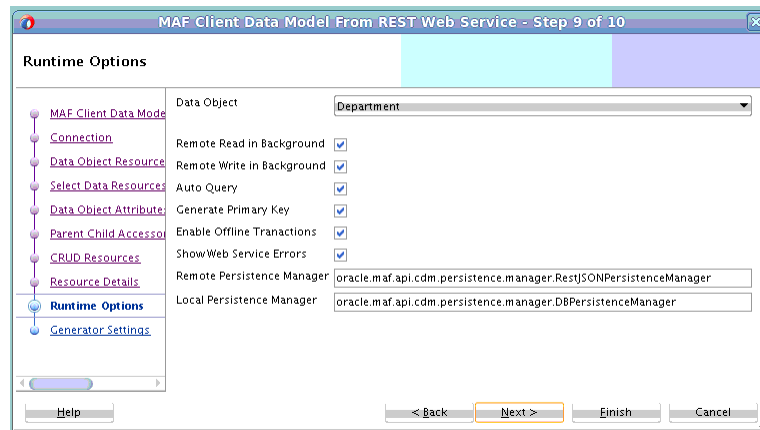 MAF Client Data Model From REST Web Service - Step 9 of 10
Runtime Options
MAF Client Data Mode
Connection
Data Object Resource
Select Data Resources
Data Object Attribute:
Parent Child Accessor
CRUD Resources
Resource Details
Runtime Options
Generator Settings
Data Object Department
Remote Read in Background
Remote Write in Background
Auto Query
Generate Primary Key
Enable Offline Tranactions
Show Web Service Errors
Remote Persistence Manager oracle.maf.api.cdm.persistence.manager.RestJSONPersistenceManager
Local Persistence Manager oracle.maf.api.cdm.persistence.manager.DBPersistenceManager
Help < Back Next > Finish Cancel